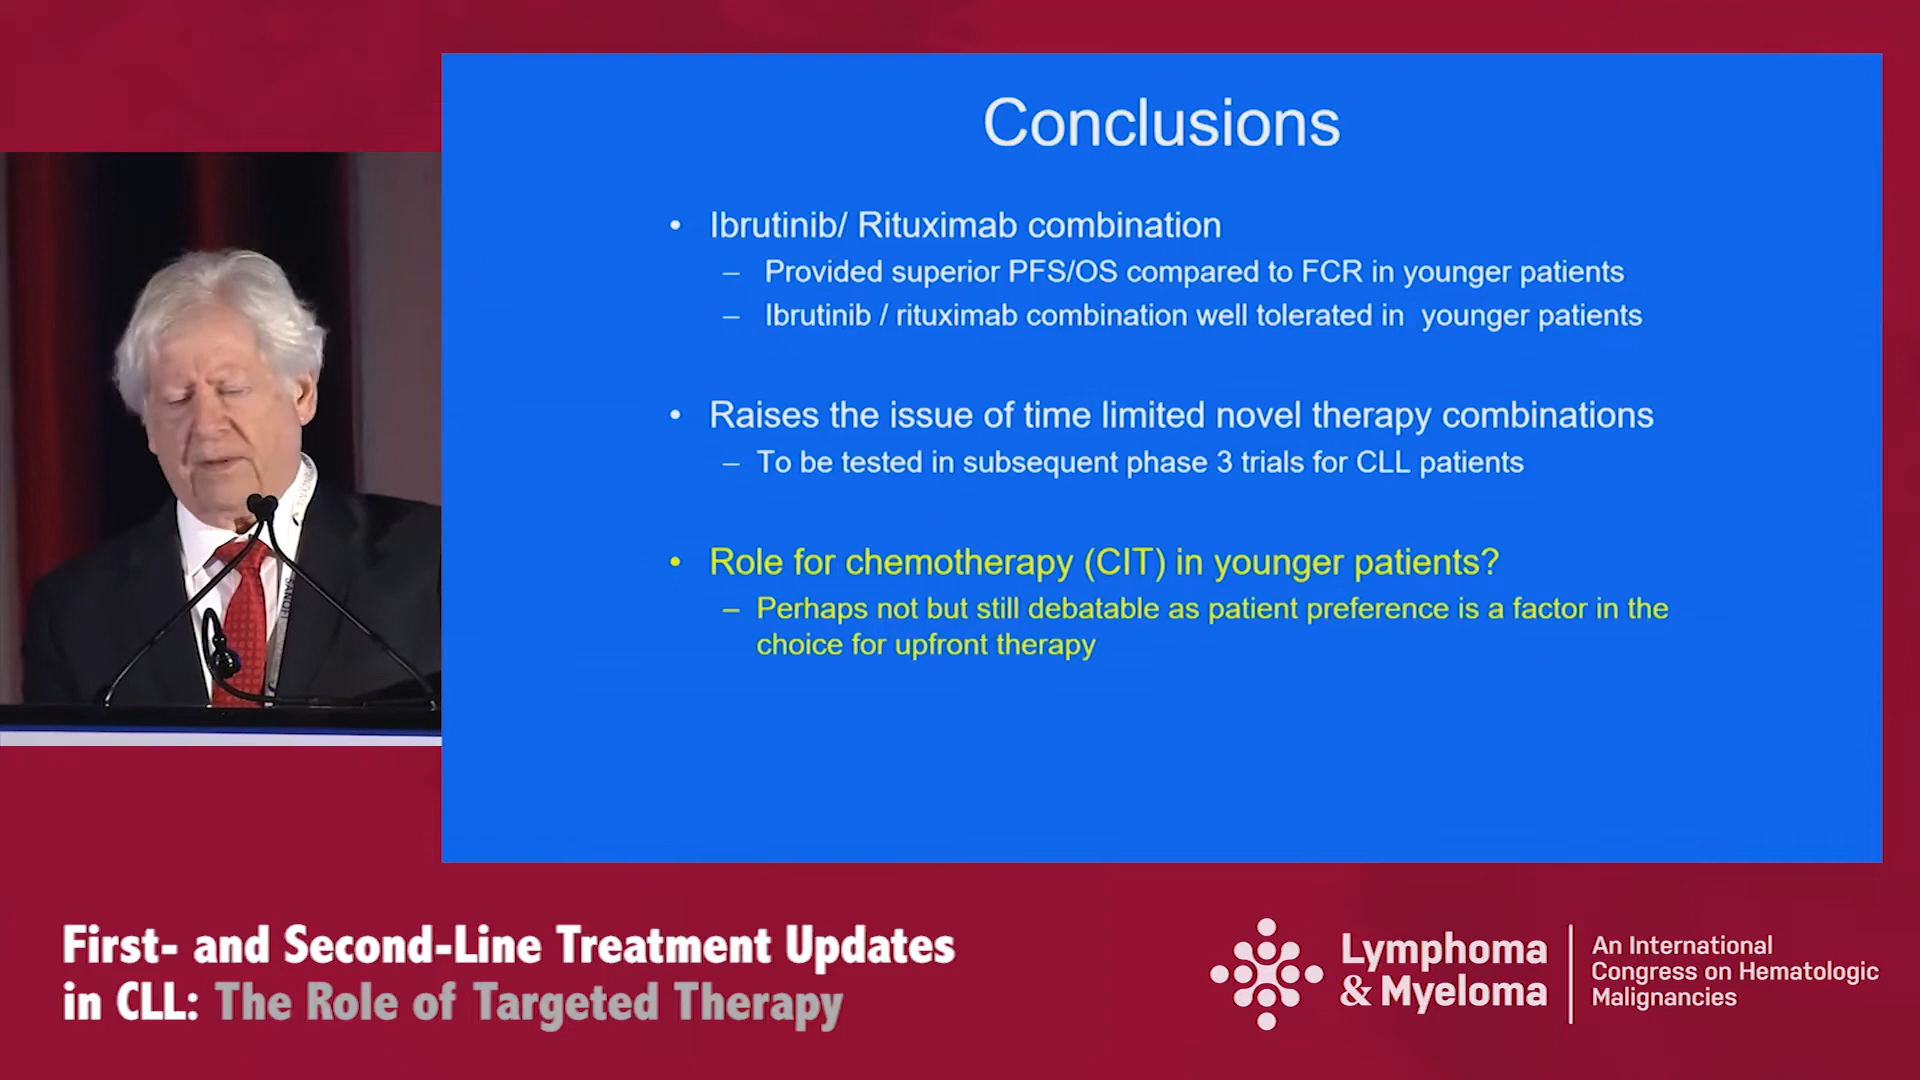 Conclusions
• Ibrutinib/ Rituximab combination
– Provided superior PFS/OS compared to FCR in younger patients
– Ibrutinib / rituximab combination well tolerated in younger patients
• Raises the issue of time limited novel therapy combinations
– To be tested in subsequent phase 3 trials for CLL patients
• Role for chemotherapy (CIT) in younger patients?
– Perhaps not but still debatable as patient preference is a factor in the
choice for upfront therapy
SANOFI
First- and Second-Line Treatment Updates
in CLL: The Role of Targeted Therapy
Lymphoma
& Myeloma
An International
Congress on Hematologic
Malignancies